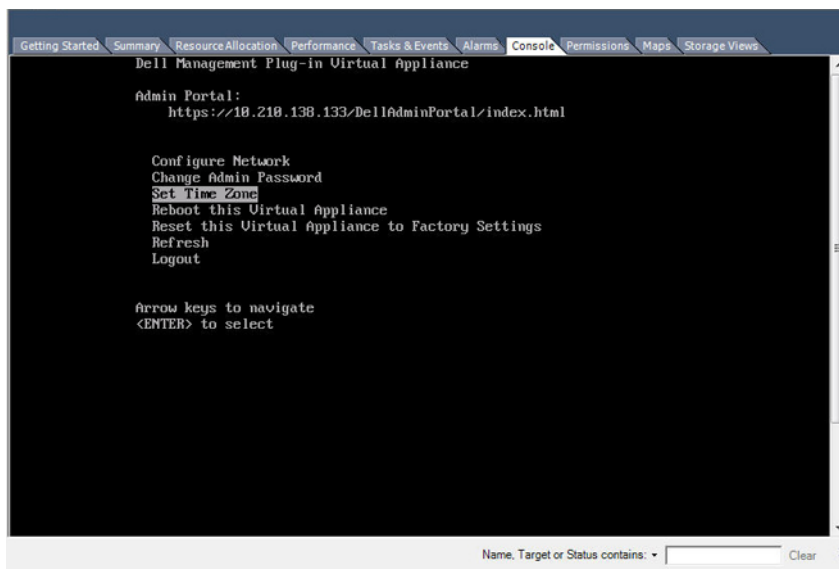 Getting Started Summary Resource Allocation Performance Tasks & Events Alarms Console Permissions Maps Storage Views
Dell Management Plug-in Virtual Appliance
Admin Portal:
https://10.210.138.133/DellAdminPortal/index.html
Configure Network
Change Admin Password
Set Time Zone
Reboot this Virtual Appliance
Reset this Virtual Appliance to Factory Settings
Refresh
Logout
Arrow keys to navigate
<ENTER> to select
Name, Target or Status contains: Clear